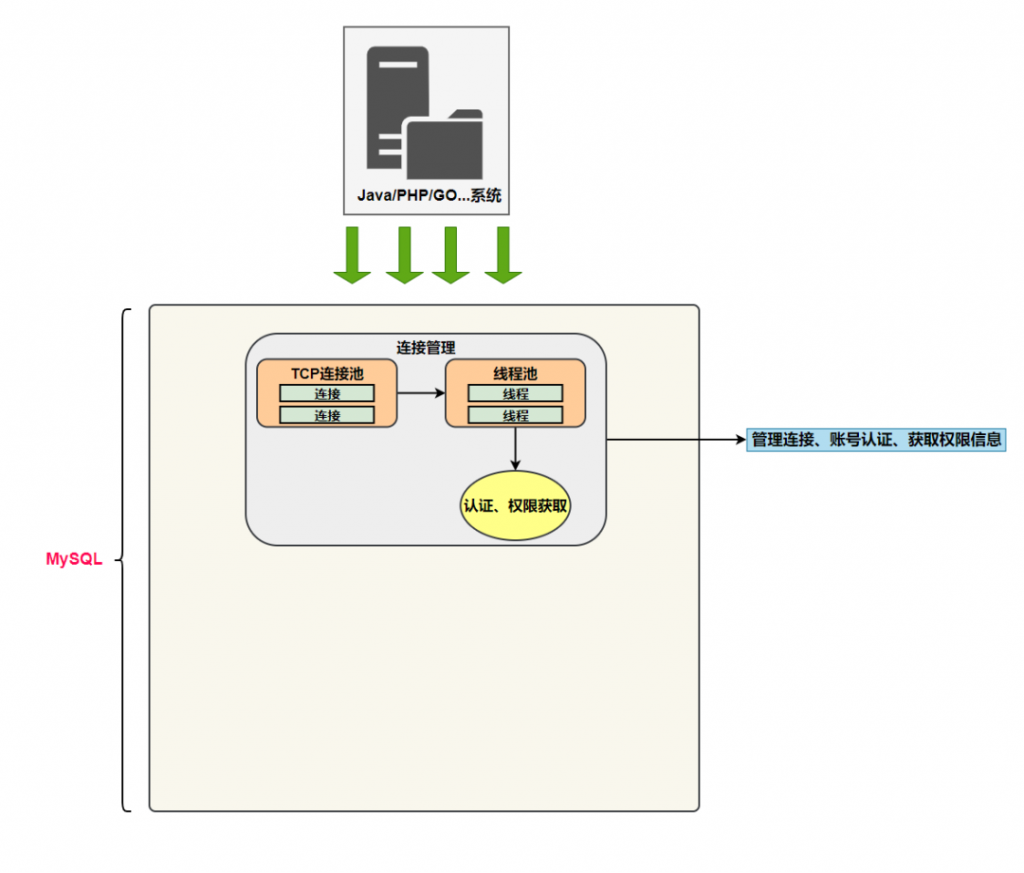 Java/PHP/GO...系统
连接管理
TCP连接池
连接
连接
线程池
线程
线程
认证、权限获取
管理连接、账号认证、获取权限信息
MySQL